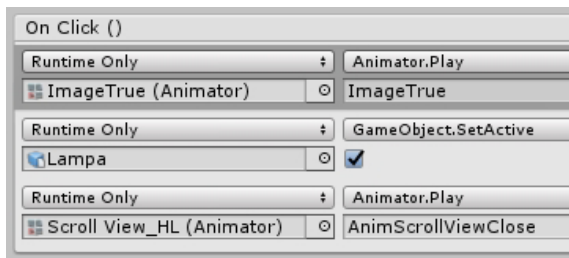 On Click ()
Runtime Only Animator.Play
ImageTrue (Animator) ImageTrue
Runtime Only GameObject.SetActive
Lampa
Runtime Only Animator.Play
Scroll View_HL (Animator) AnimScrollViewClose